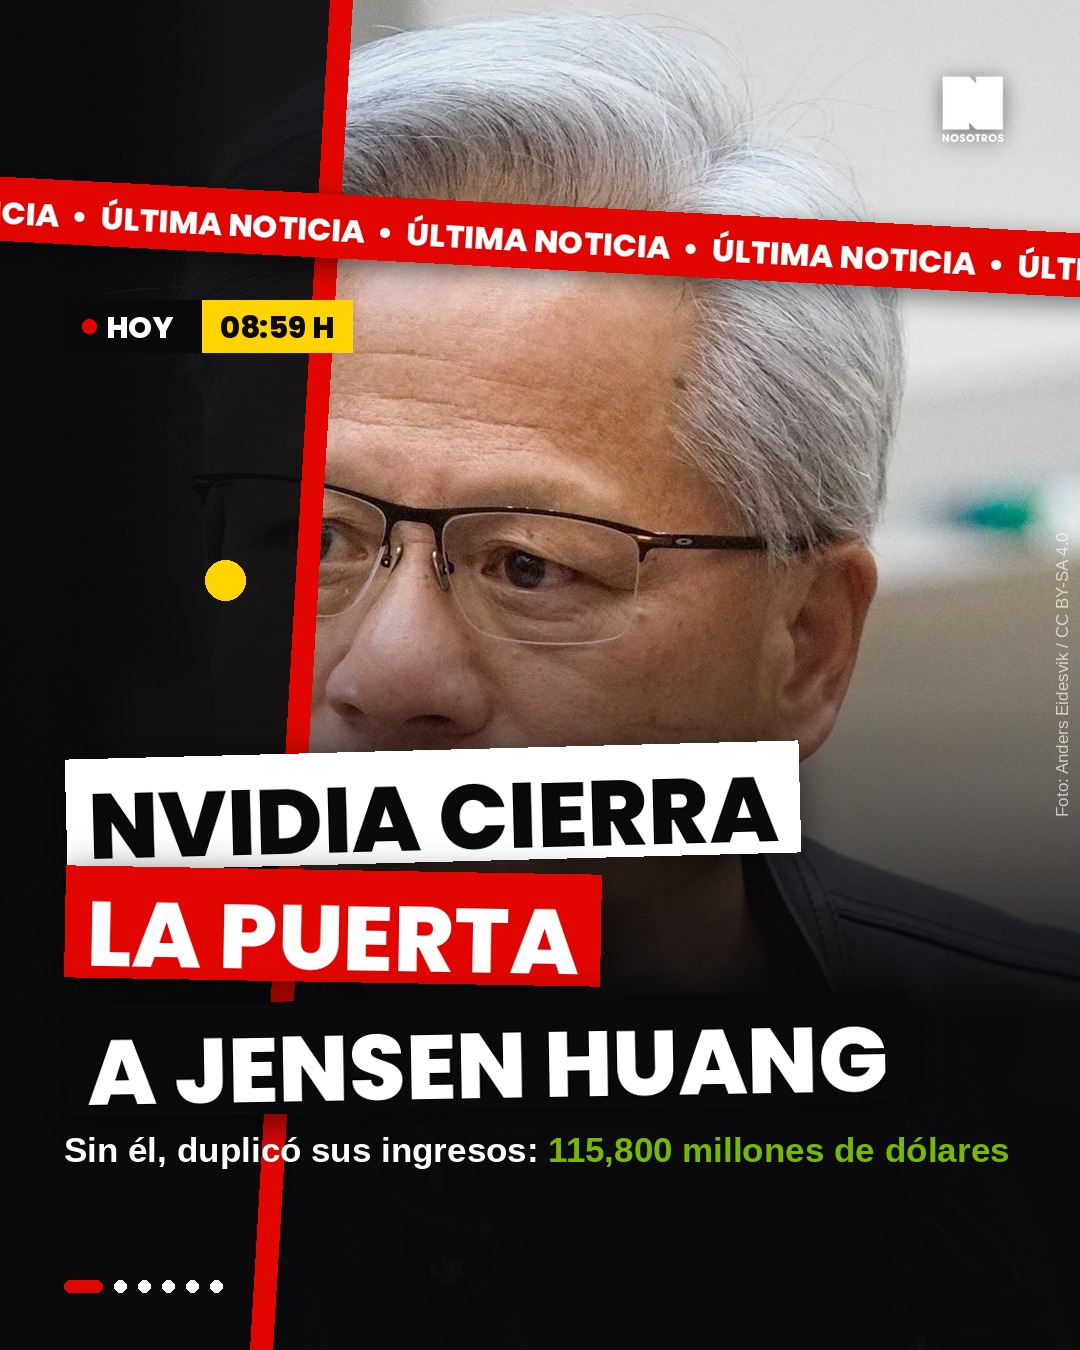 NOSOTROS
CIA • ÚLTIMA NOTICIA • ÚLTIMA NOTICIA • ÚLTIMA NOTICIA • ÚLTI
HOY 08:59 H
NVIDIA CIERRA
LA PUERTA
A JENSEN HUANG
Sin él, duplicó sus ingresos: 115,800 millones de dólares
Foto: Anders Eidesvik / CC BY-SA 4.0